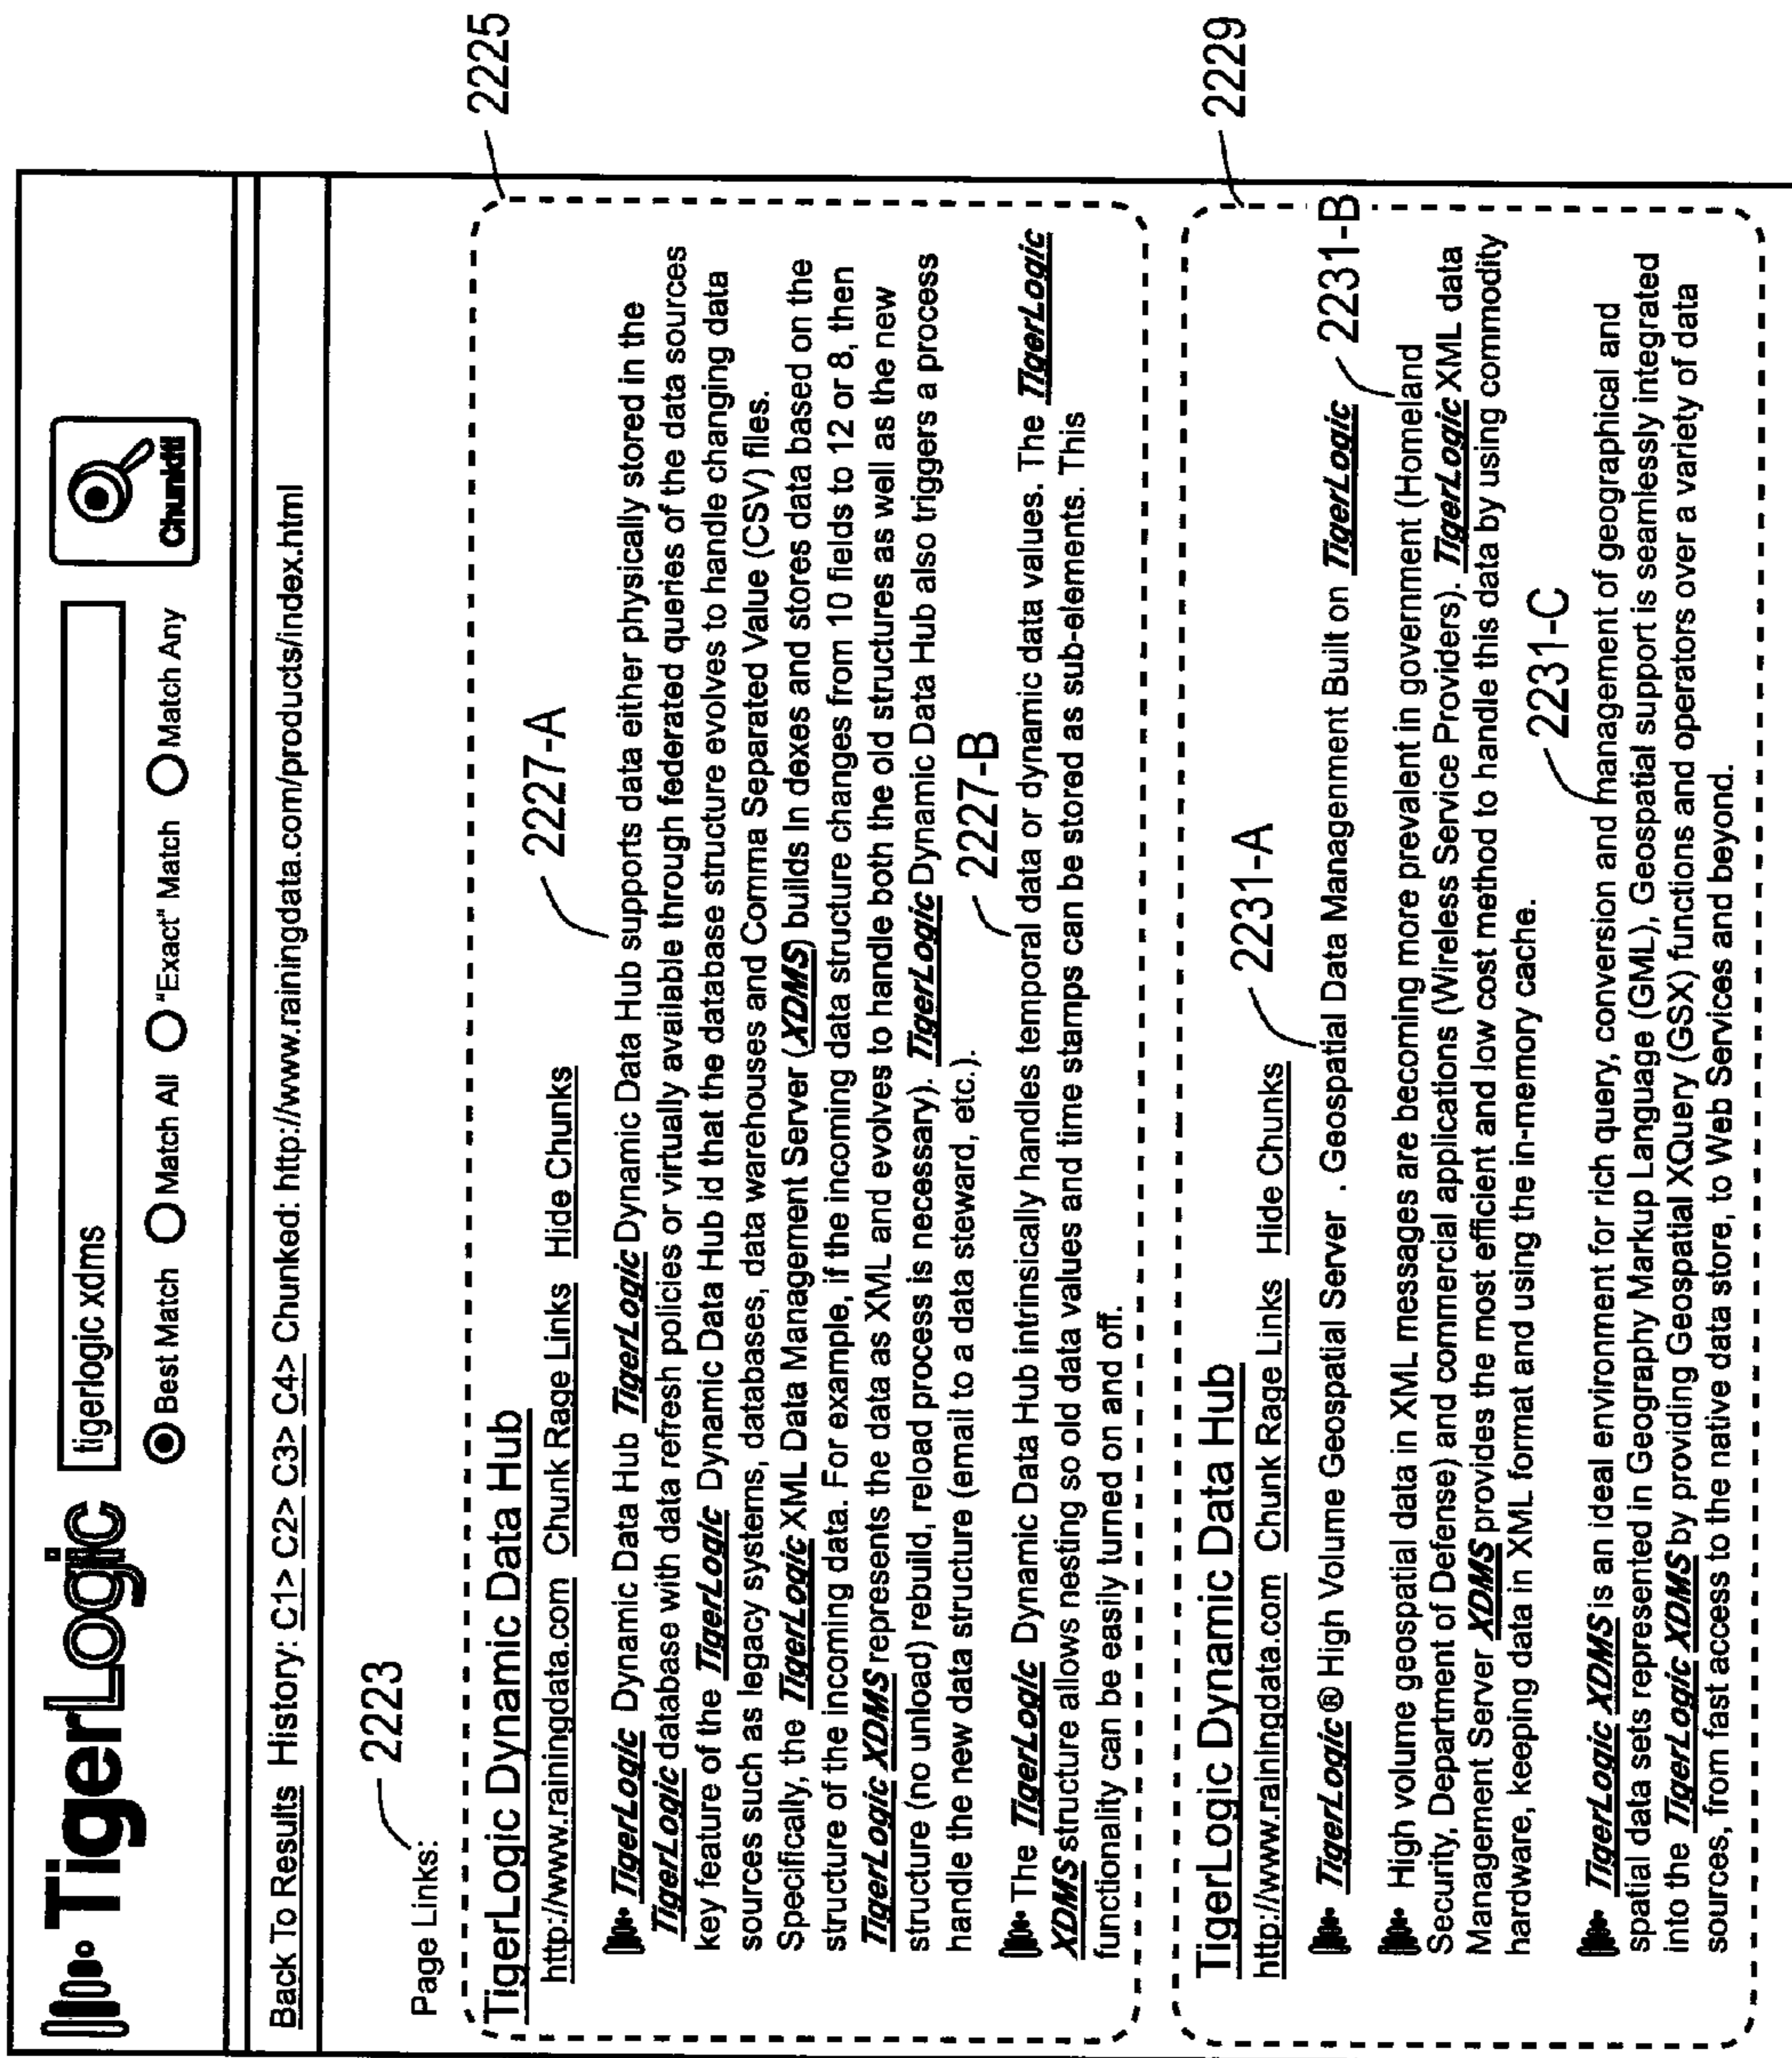 TigerLogic
tigerlogic xdms
Chunkit!
Best Match Match All "Exact" Match Match Any
Back To Results History: C1> C2> C3> C4> Chunked: http://www.rainingdata.com/products/index.html
2223
Page Links:
2225
TigerLogic Dynamic Data Hub
http://www.rainingdata.com Chunk Rage Links Hide Chunks
2227-A
TigerLogic Dynamic Data Hub TigerLogic Dynamic Data Hub supports data either physically stored in the
TigerLogic database with data refresh policies or virtually available through federated queries of the data sources
key feature of the TigerLogic Dynamic Data Hub id that the database structure evolves to handle changing data
sources such as legacy systems, databases, data warehouses and Comma Separated Value (CSV) files.
Specifically, the TigerLogic XML Data Management Server (XDMS) builds In dexes and stores data based on the
structure of the incoming data. For example, if the incoming data structure changes from 10 fields to 12 or 8, then
TigerLogic XDMS represents the data as XML and evolves to handle both the old structures as well as the new
structure (no unload) rebuild, reload process is necessary). TigerLogic Dynamic Data Hub also triggers a process
handle the new data structure (email to a data steward, etc.).
2227-B
The TigerLogic Dynamic Data Hub intrinsically handles temporal data or dynamic data values. The TigerLogic
XDMS structure allows nesting so old data values and time stamps can be stored as sub-elements. This
functionality can be easily turned on and off.
2229
TigerLogic Dynamic Data Hub
http://www.rainingdata.com Chunk Rage Links Hide Chunks
2231-A
TigerLogic® High Volume Geospatial Server . Geospatial Data Management Built on TigerLogic
2231-B
High volume geospatial data in XML messages are becoming more prevalent in government (Homeland
Security, Department of Defense) and commercial applications (Wireless Service Providers). TigerLogic XML data
Management Server XDMS provides the most efficient and low cost method to handle this data by using commodity
hardware, keeping data in XML format and using the in-memory cache.
2231-C
TigerLogic XDMS is an ideal environment for rich query, conversion and management of geographical and
spatial data sets represented in Geography Markup Language (GML), Geospatial support is seamlessly integrated
into the TigerLogic XDMS by providing Geospatial XQuery (GSX) functions and operators over a variety of data
sources, from fast access to the native data store, to Web Services and beyond.